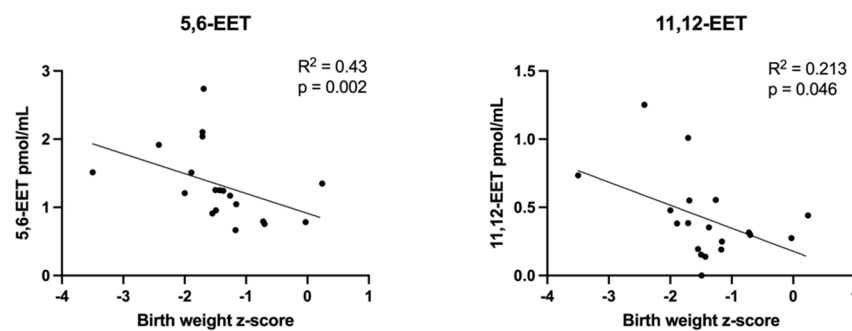 5,6-EET
R² = 0.43
p = 0.002
3
2
1
0
5,6-EET pmol/mL
-4 -3 -2 -1 0 1
Birth weight z-score
11,12-EET
R² = 0.213
p = 0.046
1.5
1.0
0.5
0.0
11,12-EET pmol/mL
-4 -3 -2 -1 0 1
Birth weight z-score